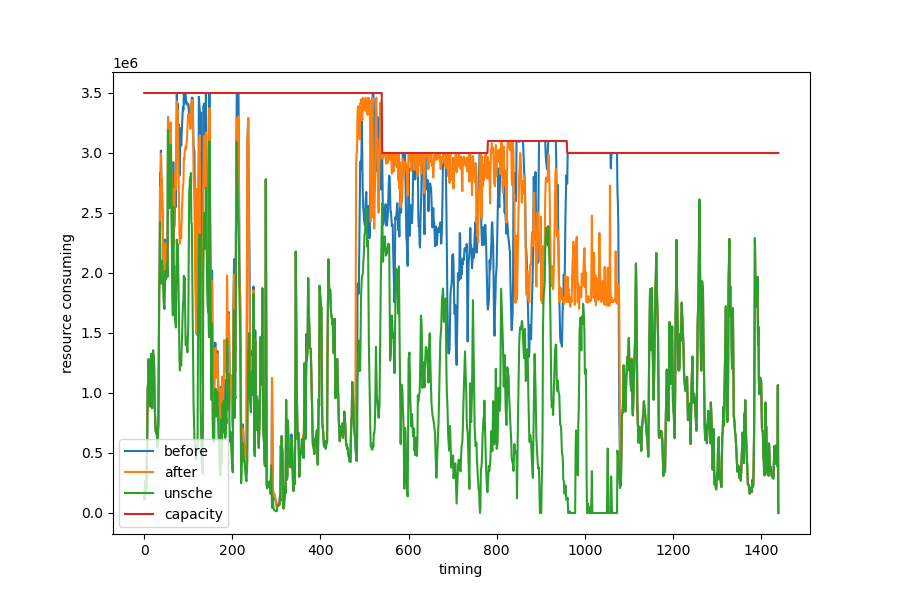 1e6
3.5
3.0
2.5
2.0
1.5
1.0
0.5
0.0
resource consuming
before
after
unsche
capacity
0 200 400 600 800 1000 1200 1400
timing